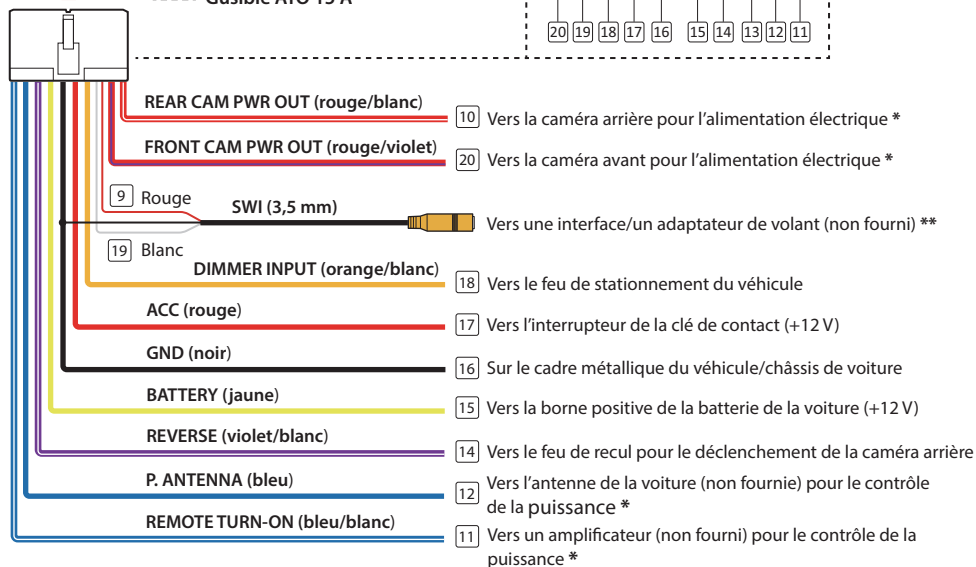 Gusible ATO 15 A
20 19 18 17 16 15 14 13 12 11
REAR CAM PWR OUT (rouge/blanc)
10 Vers la caméra arrière pour l'alimentation électrique *
FRONT CAM PWR OUT (rouge/violet)
20 Vers la caméra avant pour l'alimentation électrique *
9 Rouge
SWI (3,5 mm)
Vers une interface/un adaptateur de volant (non fourni) **
19 Blanc
DIMMER INPUT (orange/blanc)
18 Vers le feu de stationnement du véhicule
ACC (rouge)
17 Vers l'interrupteur de la clé de contact (+12 V)
GND (noir)
16 Sur le cadre métallique du véhicule/châssis de voiture
BATTERY (jaune)
15 Vers la borne positive de la batterie de la voiture (+12 V)
REVERSE (violet/blanc)
14 Vers le feu de recul pour le déclenchement de la caméra arrière
P. ANTENNA (bleu)
12 Vers l'antenne de la voiture (non fournie) pour le contrôle
de la puissance *
REMOTE TURN-ON (bleu/blanc)
11 Vers un amplificateur (non fourni) pour le contrôle de la
puissance *